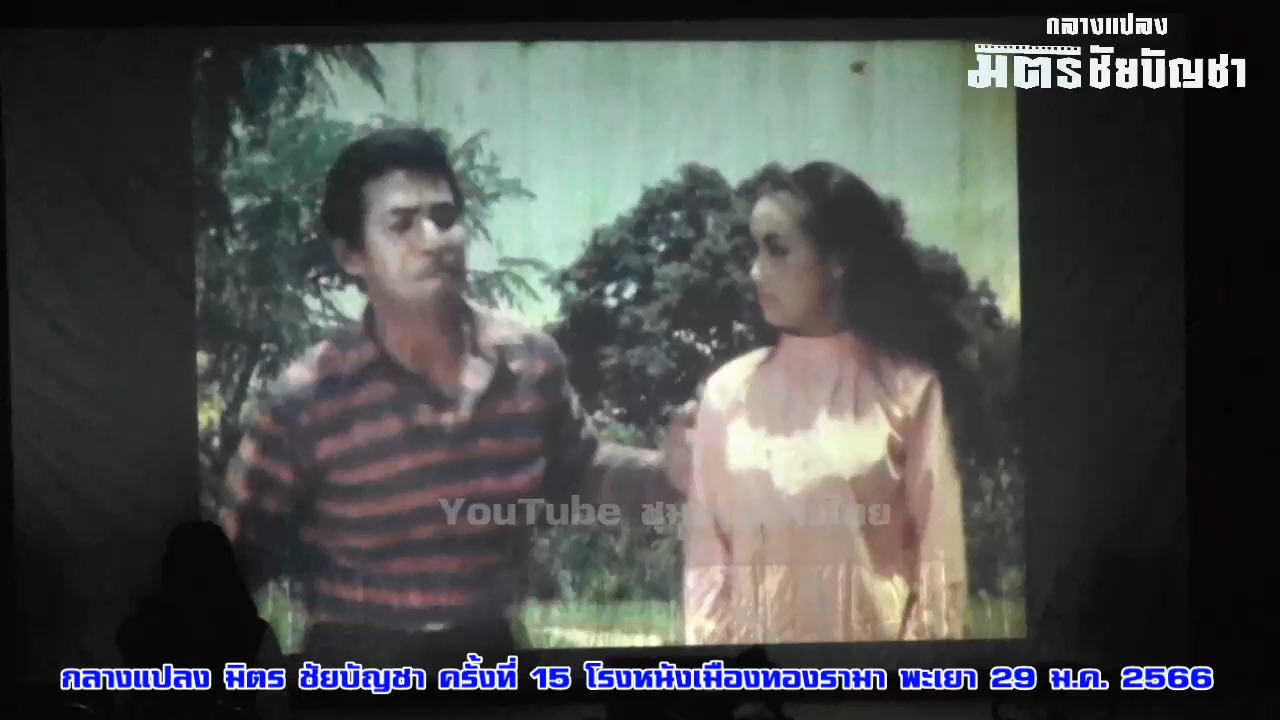 กลางแปลง
มิตร ชัยบัญชา
YouTube
กลางแปลง มิตร ชัยบัญชา ครั้งที่ 15 โรงหนังเมืองทองรามา พะเยา 29 ม.ค. 2566